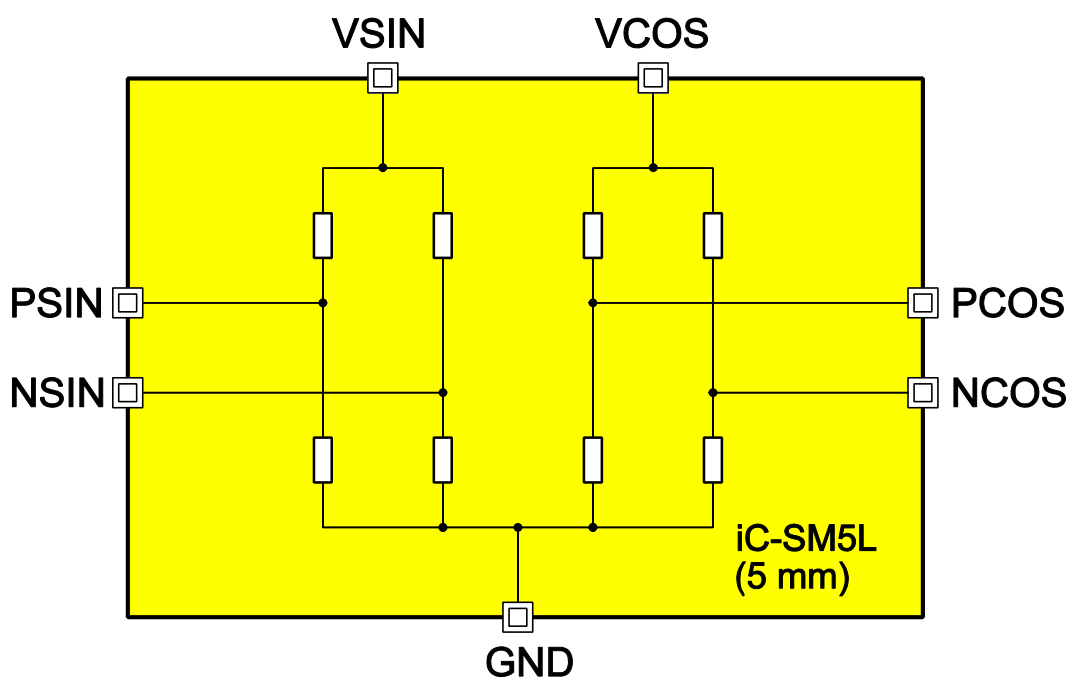 VSIN
VCOS
PSIN
PCOS
NSIN
NCOS
iC-SM5L
(5 mm)
GND